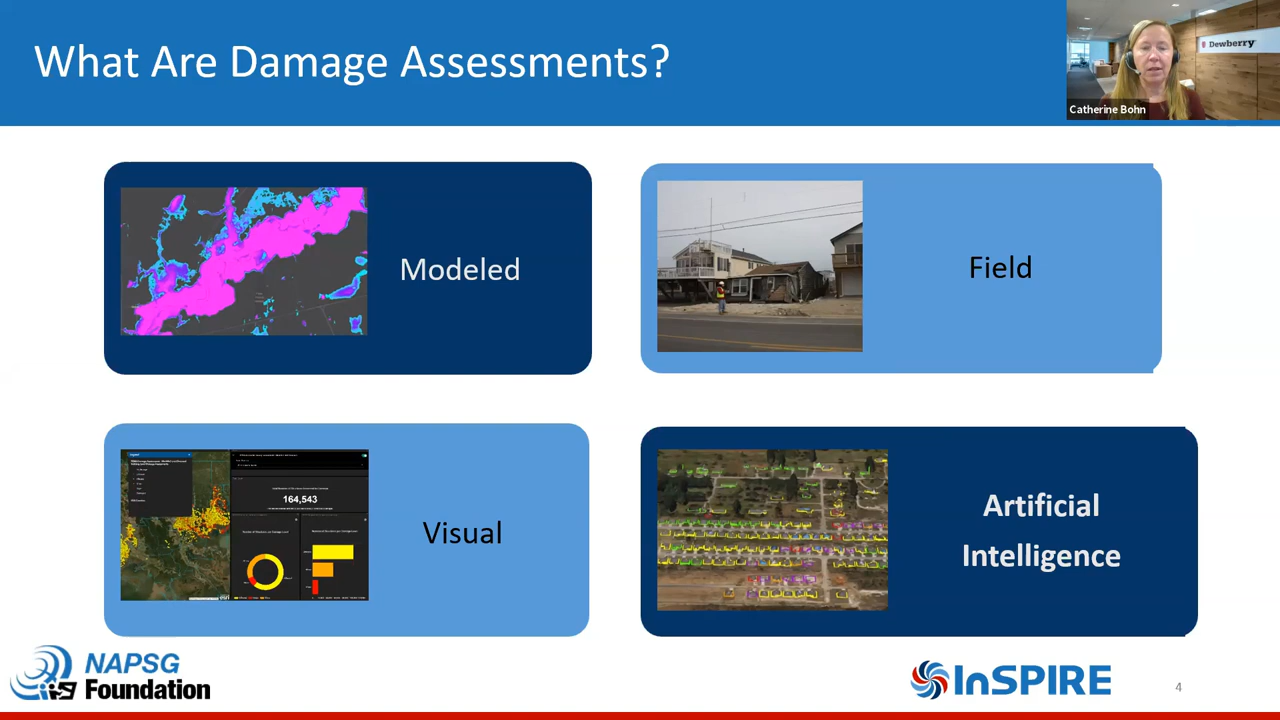 What Are Damage Assessments?
Dewberry
Catherine Bohn
Modeled
Field
164,543
Visual
Artificial
Intelligence
NAPSG
Foundation
InSPIRE
4